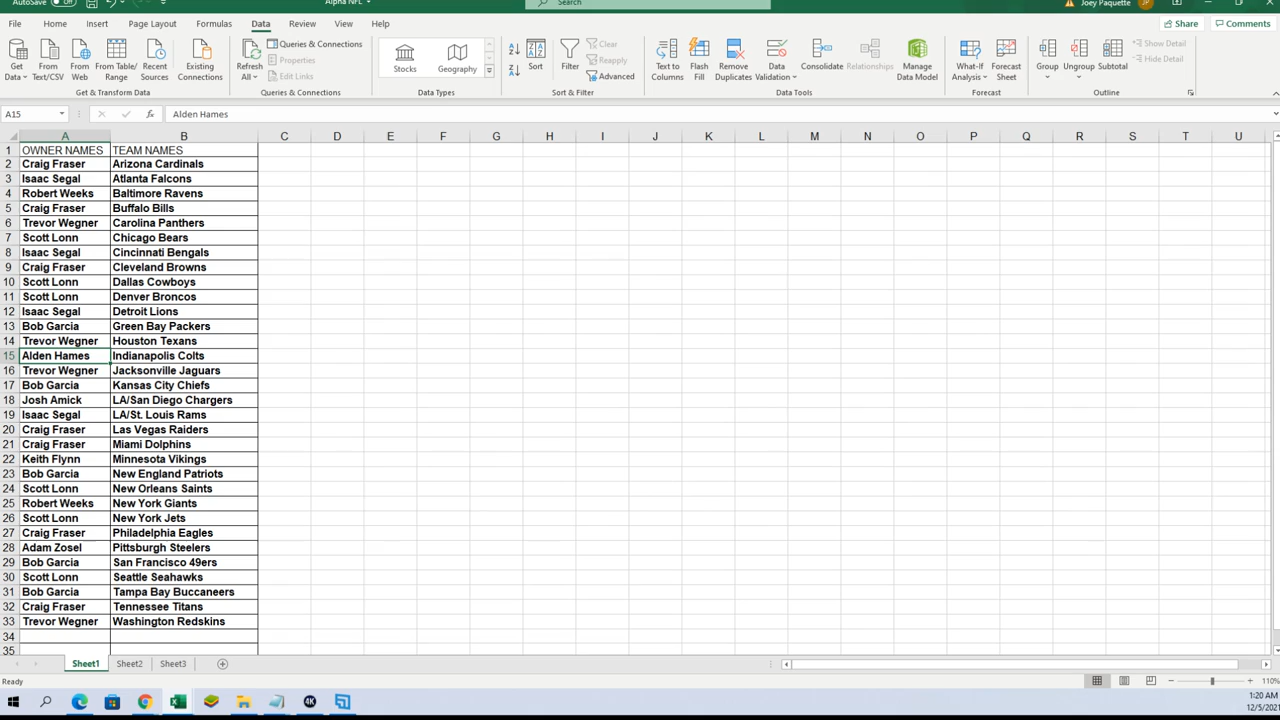 AutoSave Off Alpha NFL Search Joey Paquette JP
File Home Insert Page Layout Formulas Data Review View Help Share Comments
Get Data From Text/CSV From Web From Table/Range Recent Sources Existing Connections
Get & Transform Data
Refresh All Queries & Connections Properties Edit Links
Queries & Connections
Stocks Geography
Data Types
Sort Filter Clear Reapply Advanced
Sort & Filter
Text to Columns Flash Fill Remove Duplicates Data Validation Consolidate Relationships Manage Data Model
Data Tools
What-If Analysis Forecast Sheet
Forecast
Group Ungroup Subtotal Show Detail Hide Detail
Outline
A15 fx Alden Hames
A B C D E F G H I J K L M N O P Q R S T U
1 OWNER NAMES TEAM NAMES
2 Craig Fraser Arizona Cardinals
3 Isaac Segal Atlanta Falcons
4 Robert Weeks Baltimore Ravens
5 Craig Fraser Buffalo Bills
6 Trevor Wegner Carolina Panthers
7 Scott Lonn Chicago Bears
8 Isaac Segal Cincinnati Bengals
9 Craig Fraser Cleveland Browns
10 Scott Lonn Dallas Cowboys
11 Scott Lonn Denver Broncos
12 Isaac Segal Detroit Lions
13 Bob Garcia Green Bay Packers
14 Trevor Wegner Houston Texans
15 Alden Hames Indianapolis Colts
16 Trevor Wegner Jacksonville Jaguars
17 Bob Garcia Kansas City Chiefs
18 Josh Amick LA/San Diego Chargers
19 Isaac Segal LA/St. Louis Rams
20 Craig Fraser Las Vegas Raiders
21 Craig Fraser Miami Dolphins
22 Keith Flynn Minnesota Vikings
23 Bob Garcia New England Patriots
24 Scott Lonn New Orleans Saints
25 Robert Weeks New York Giants
26 Scott Lonn New York Jets
27 Craig Fraser Philadelphia Eagles
28 Adam Zosel Pittsburgh Steelers
29 Bob Garcia San Francisco 49ers
30 Scott Lonn Seattle Seahawks
31 Bob Garcia Tampa Bay Buccaneers
32 Craig Fraser Tennessee Titans
33 Trevor Wegner Washington Redskins
34
35
Sheet1 Sheet2 Sheet3
Ready 110%
4K
1:20 AM
12/5/2021